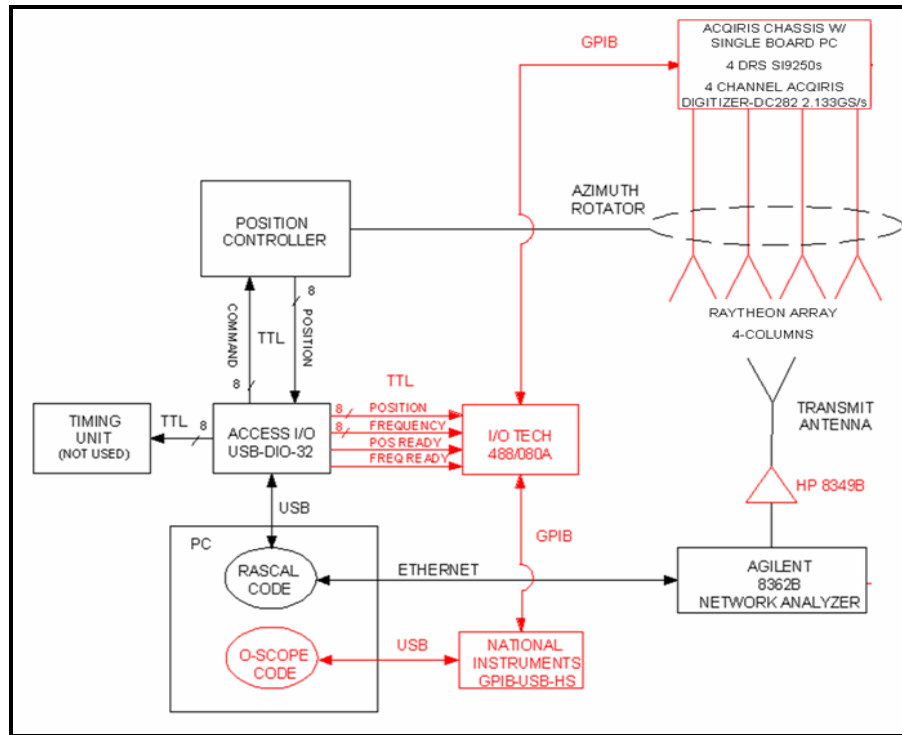 GPIB
ACQIRIS CHASSIS W/
SINGLE BOARD PC
4 DRS SI9250s
4 CHANNEL ACQIRIS
DIGITIZER-DC282 2.133GS/s
POSITION
CONTROLLER
AZIMUTH
ROTATOR
RAYTHEON ARRAY
4-COLUMNS
COMMAND
TTL
8
POSITION
8
TTL
TIMING
UNIT
(NOT USED)
TTL
8
ACCESS I/O
USB-DIO-32
8
POSITION
8
FREQUENCY
POS READY
FREQ READY
I/O TECH
488/080A
TRANSMIT
ANTENNA
HP 8349B
USB
GPIB
PC
RASCAL
CODE
ETHERNET
AGILENT
8362B
NETWORK ANALYZER
O-SCOPE
CODE
USB
NATIONAL
INSTRUMENTS
GPIB-USB-HS